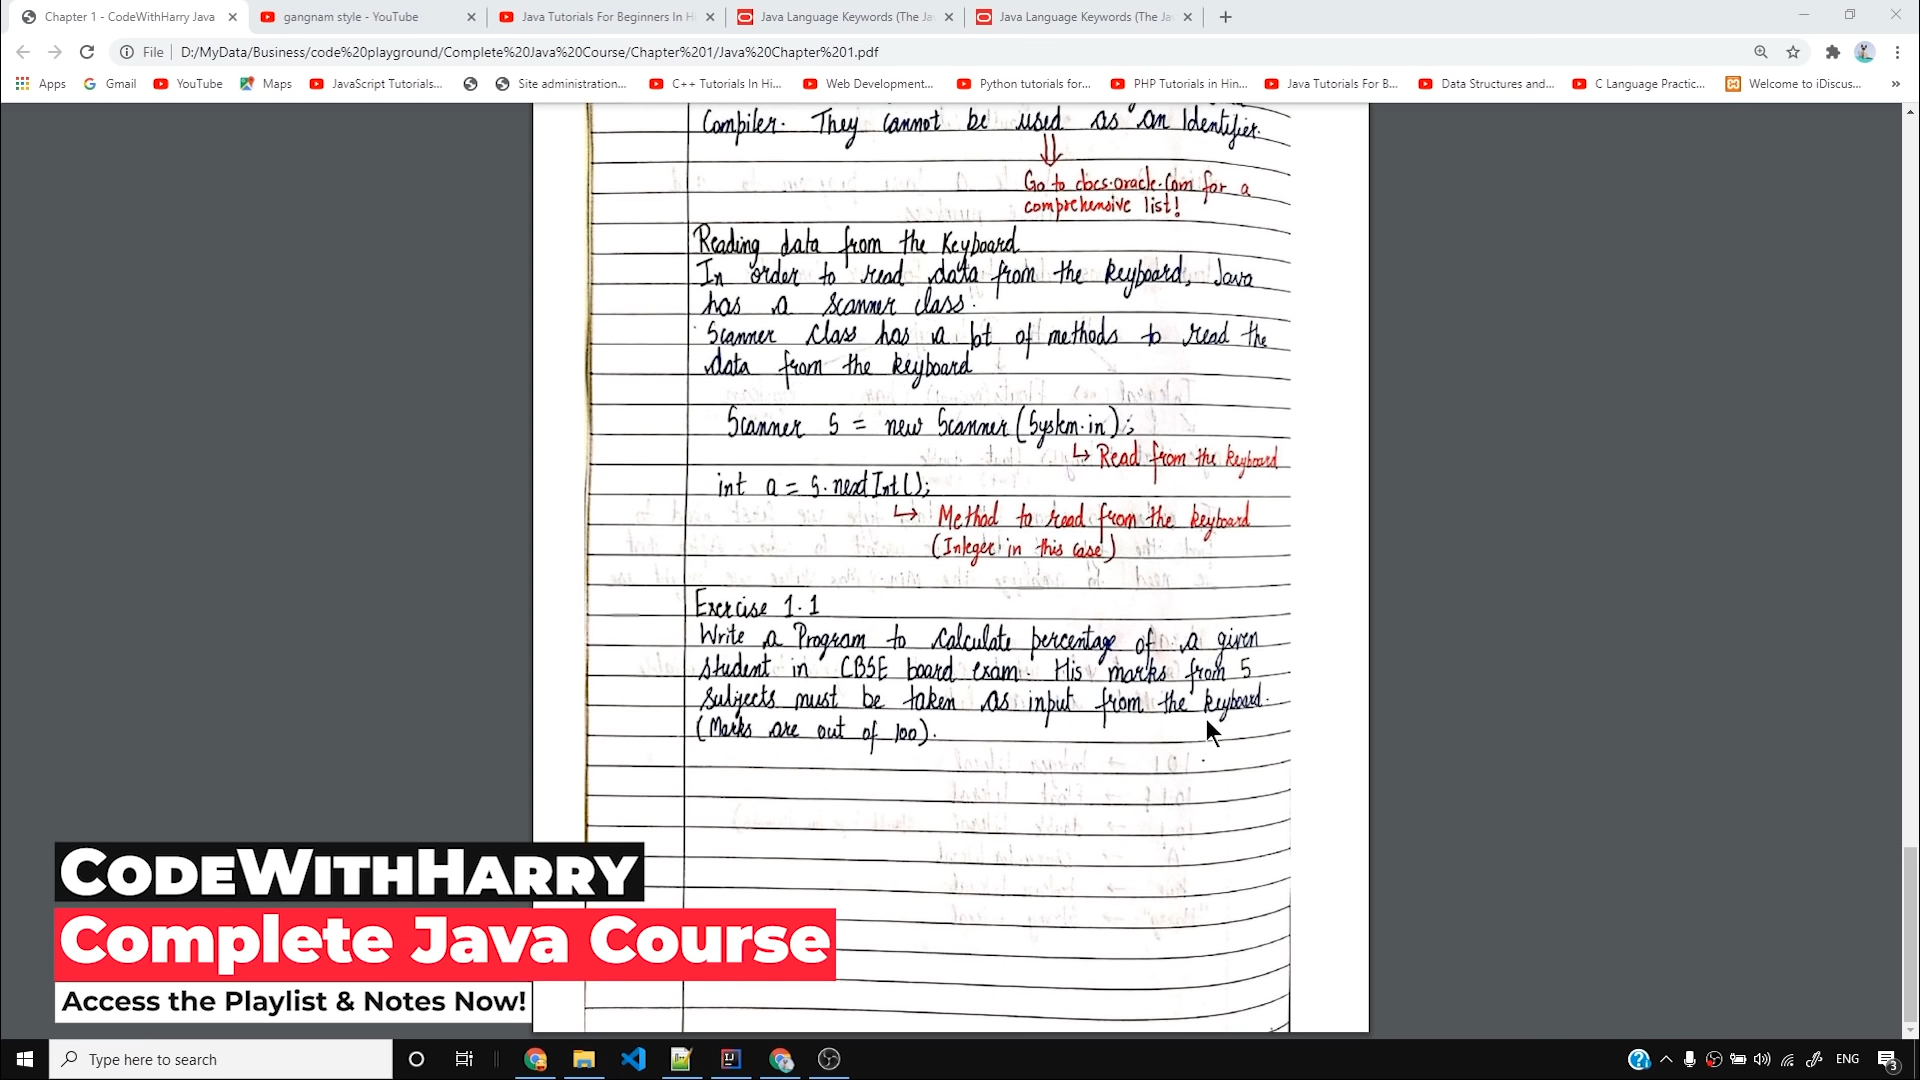 Chapter 1 - CodeWithHarry Java
gangnam style - YouTube
Java Tutorials For Beginners In H
Java Language Keywords (The Ja
Java Language Keywords (The Ja
File | D:/MyData/Business/code%20playground/Complete%20Java%20Course/Chapter%201/Java%20Chapter%201.pdf
Apps
Gmail
YouTube
Maps
JavaScript Tutorials...
Site administration...
C++ Tutorials In Hi...
Web Development...
Python tutorials for...
PHP Tutorials in Hin...
Java Tutorials For B...
Data Structures and...
C Language Practic...
Welcome to iDiscus...
Compiler. They cannot be used as an Identifier.
Go to docs.oracle.com for a
comprehensive list!
Reading data from the Keyboard
In order to read data from the keyboard, Java
has a scanner class.
Scanner class has a lot of methods to read the
data from the keyboard
Scanner S = new Scanner(System.in);
↳ Read from the keyboard
int a = S.nextInt();
↳ Method to read from the keyboard
(Integer in this case)
Exercise 1.1
Write a Program to calculate percentage of a given
student in CBSE board exam. His marks from 5
subjects must be taken as input from the keyboard.
(Marks are out of 100).
CodeWithHarry
Complete Java Course
Access the Playlist & Notes Now!
Type here to search
ENG
3